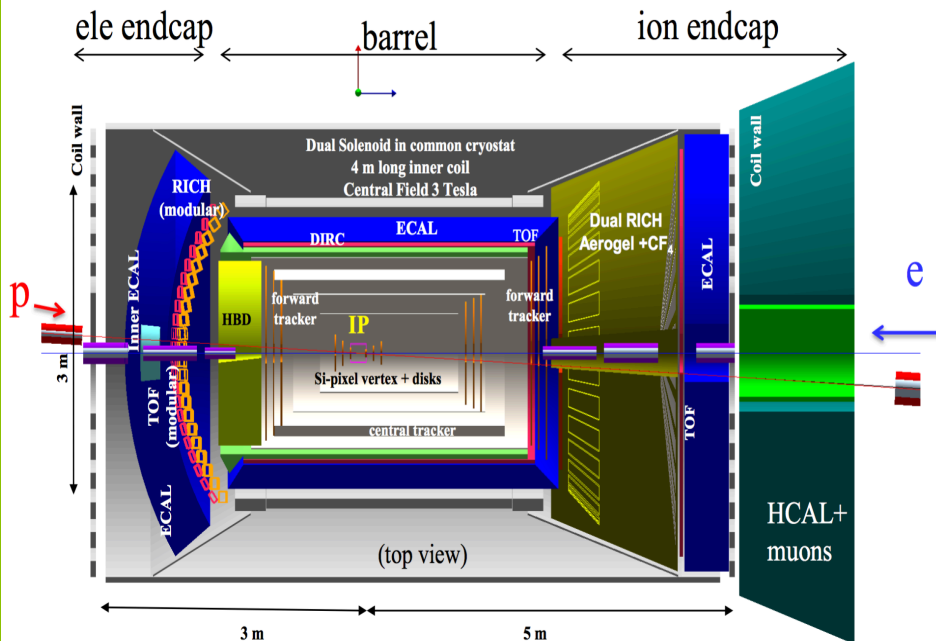 ele endcap
barrel
ion endcap
Coil wall
Coil wall
Dual Solenoid in common cryostat
4 m long inner coil
Central Field 3 Tesla
RICH
(modular)
ECAL
DIRC
TOF
Dual RICH
Aerogel +CF4
ECAL
p
e
Inner ECAL
HBD
forward
tracker
IP
forward
tracker
3 m
TOF
(modular)
Si-pixel vertex + disks
central tracker
TOF
ECAL
HCAL+
muons
(top view)
3 m
5 m